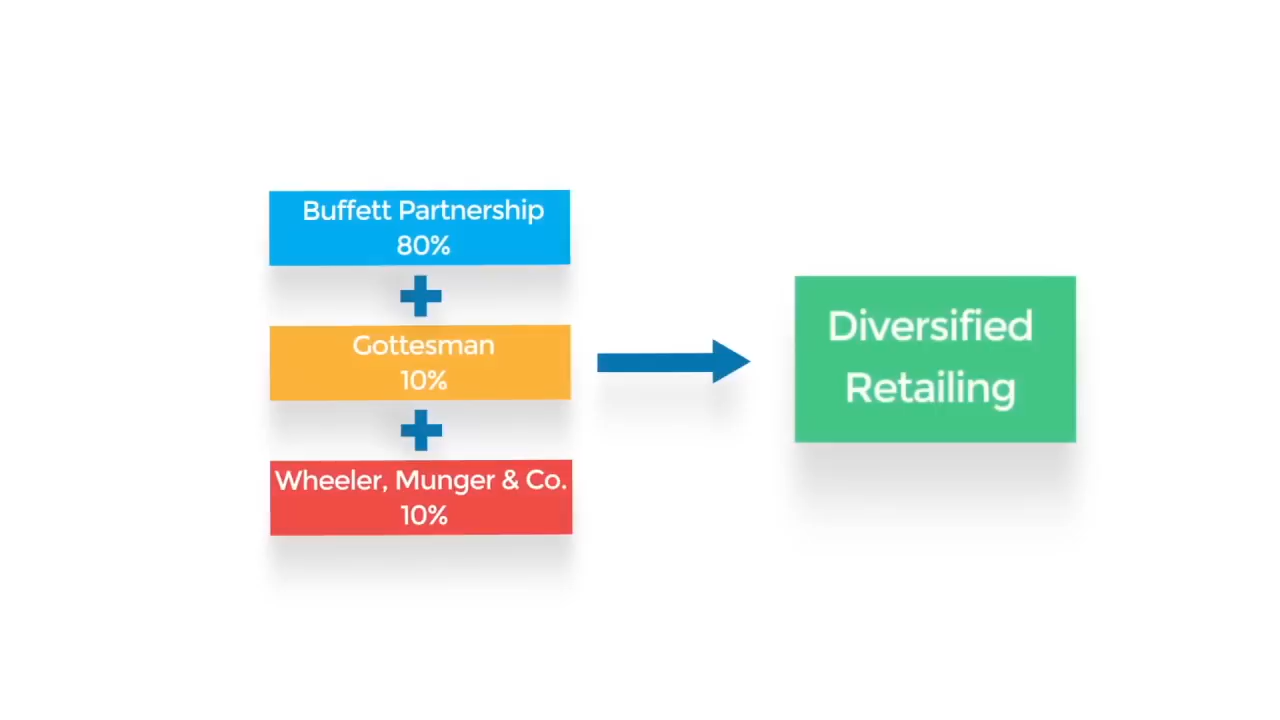 Buffett Partnership
80%
Gottesman
10%
Wheeler, Munger & Co.
10%
Diversified
Retailing